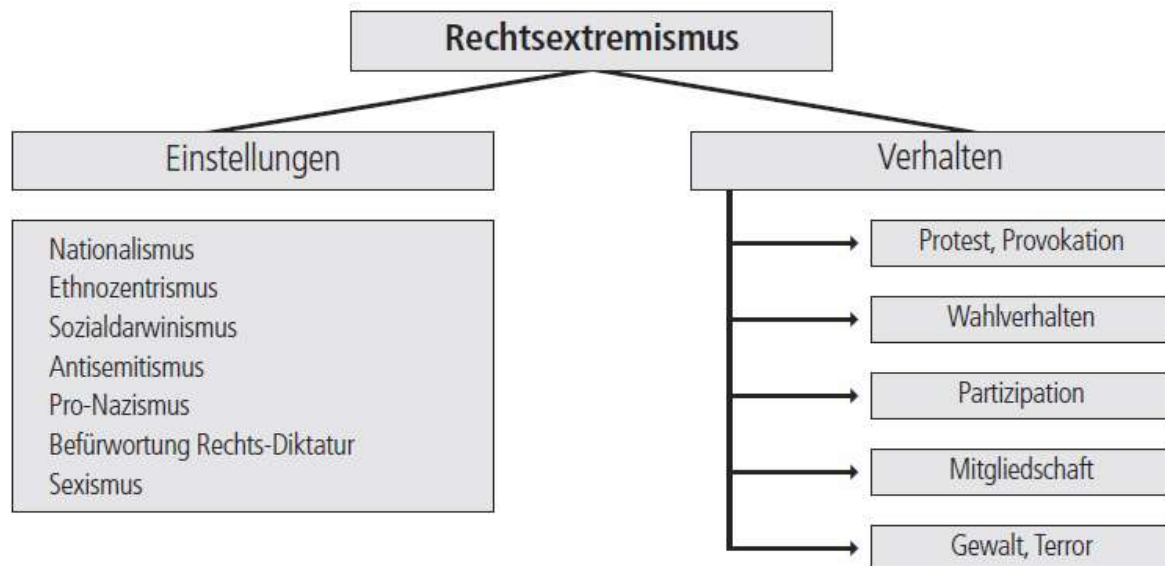 Rechtsextremismus
Einstellungen
Nationalismus
Ethnozentrismus
Sozialdarwinismus
Antisemitismus
Pro-Nazismus
Befürwortung Rechts-Diktatur
Sexismus
Verhalten
Protest, Provokation
Wahlverhalten
Partizipation
Mitgliedschaft
Gewalt, Terror